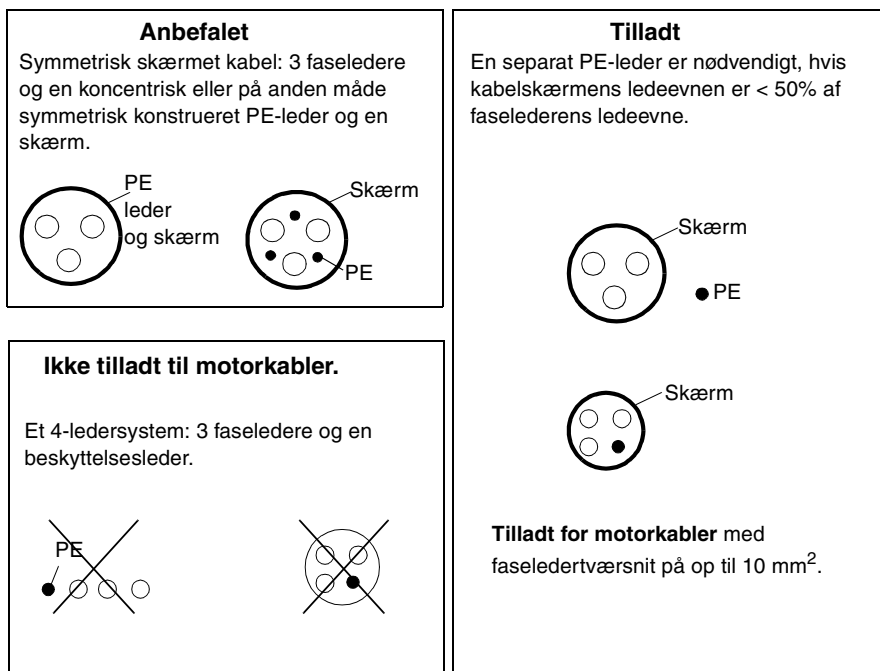 Anbefalet
Symmetrisk skærmet kabel: 3 faseledere
og en koncentrisk eller på anden måde
symmetrisk konstrueret PE-leder og en
skærm.
PE
leder
og skærm
Skærm
PE
Ikke tilladt til motorkabler.
Et 4-ledersystem: 3 faseledere og en
beskyttelsesleder.
PE
Tilladt
En separat PE-leder er nødvendigt, hvis
kabelskærmens ledeevnen er < 50% af
faselederens ledeevne.
Skærm
PE
Skærm
Tilladt for motorkabler med
faseledertværsnit på op til 10 mm².